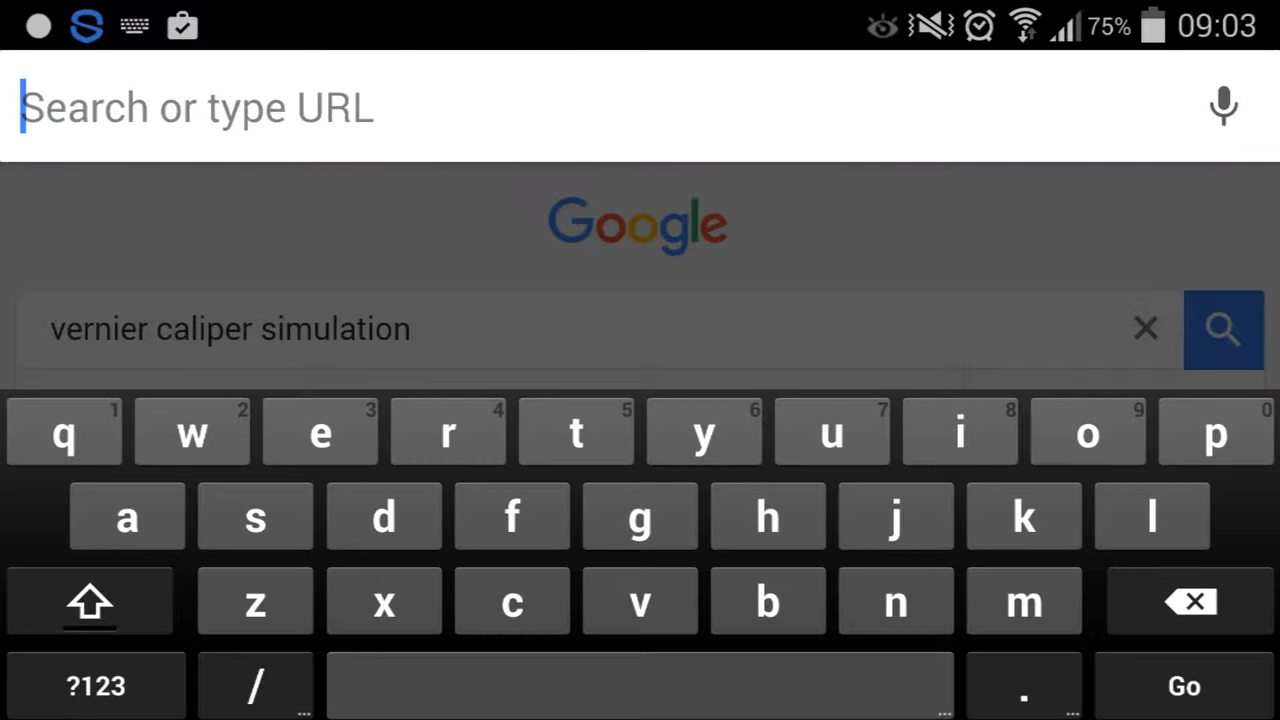 75% 09:03
Search or type URL
Google
vernier caliper simulation
1 2 3 4 5 6 7 8 9 0
q w e r t y u i o p
a s d f g h j k l
z x c v b n m
?123 / . Go